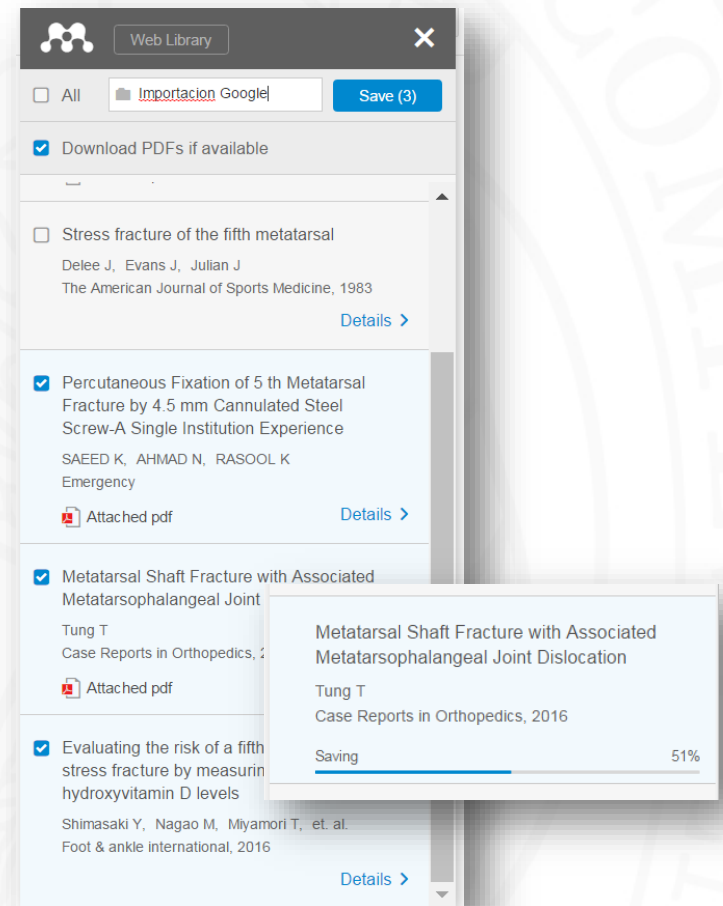 Web Library
All
Importacion Google
Save (3)
Download PDFs if available
Stress fracture of the fifth metatarsal
Delee J, Evans J, Julian J
The American Journal of Sports Medicine, 1983
Details >
Percutaneous Fixation of 5 th Metatarsal
Fracture by 4.5 mm Cannulated Steel
Screw-A Single Institution Experience
SAEED K, AHMAD N, RASOOL K
Emergency
Attached pdf
Details >
Metatarsal Shaft Fracture with Associated
Metatarsophalangeal Joint
Tung T
Case Reports in Orthopedics,
Attached pdf
Evaluating the risk of a fifth
stress fracture by
hydroxyvitamin D levels
Shimasaki Y, Nagao M, Miyamori T, et. al.
Foot & ankle international, 2016
Details >
Metatarsal Shaft Fracture with Associated
Metatarsophalangeal Joint Dislocation
Tung T
Case Reports in Orthopedics, 2016
Saving
51%